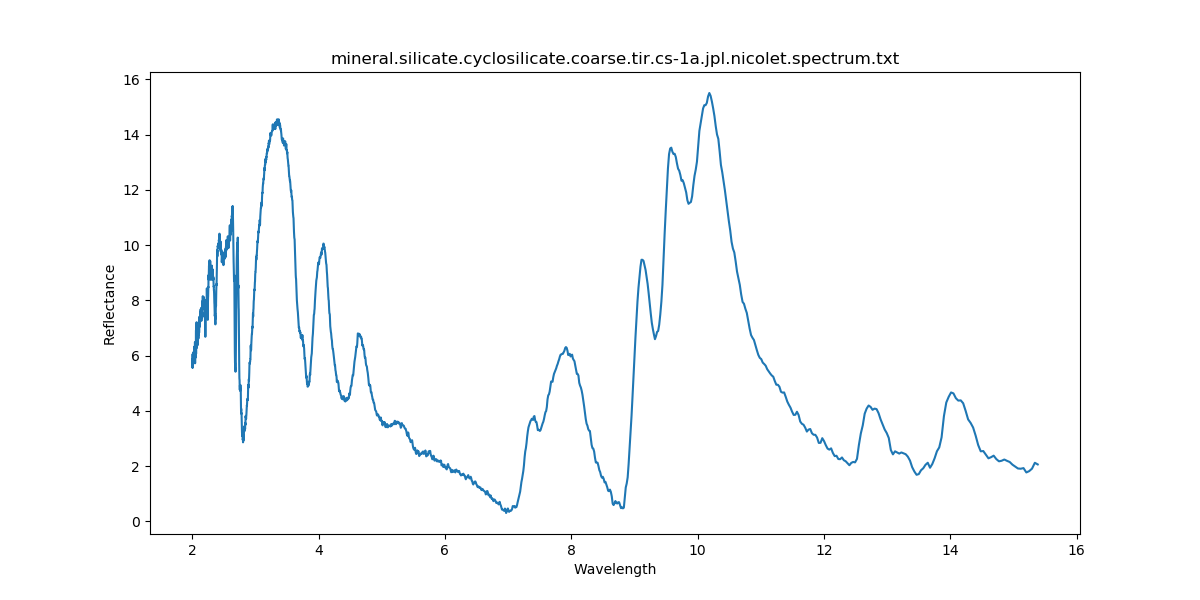 mineral.silicate.cyclosilicate.coarse.tir.cs-1a.jpl.nicolet.spectrum.txt
16
14
12
10
8
6
4
2
0
Reflectance
2 4 6 8 10 12 14 16
Wavelength